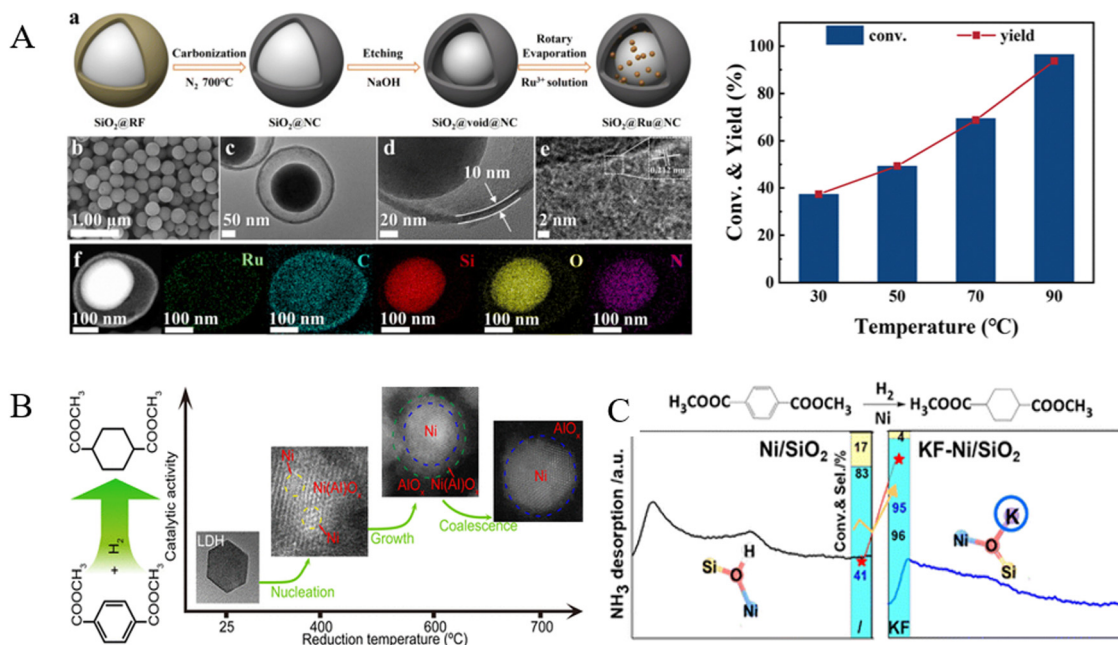 A
a
Carbonization
N₂ 700℃
Etching
NaOH
Rotary
Evaporation
Ru³⁺ solution
SiO₂@RF
SiO₂@NC
SiO₂@void@NC
SiO₂@Ru@NC
b
1.00 μm
c
50 nm
d
10 nm
20 nm
e
2 nm
f
100 nm
Ru
100 nm
C
100 nm
Si
100 nm
O
100 nm
N
100 nm
conv.
yield
Conv. & Yield (%)
100
80
60
40
20
0
30
50
70
90
Temperature (℃)
B
COOCH₃
COOCH₃
+ H₂
COOCH₃
COOCH₃
Catalytic activity
LDH
Nucleation
Ni
Ni(Al)Oₓ
Ni
Growth
Ni
AlOₓ
Ni(Al)Oₓ
Coalescence
AlOₓ
Ni
25
400
600
700
Reduction temperature (ºC)
C
H₃COOC
COOCH₃
H₂
Ni
H₃COOC
COOCH₃
NH₃ desorption /a.u.
Ni/SiO₂
Conv.& Sel./%
17
83
41
/
H
Si
O
Ni
4
95
96
KF
KF-Ni/SiO₂
K
Ni
O
Si